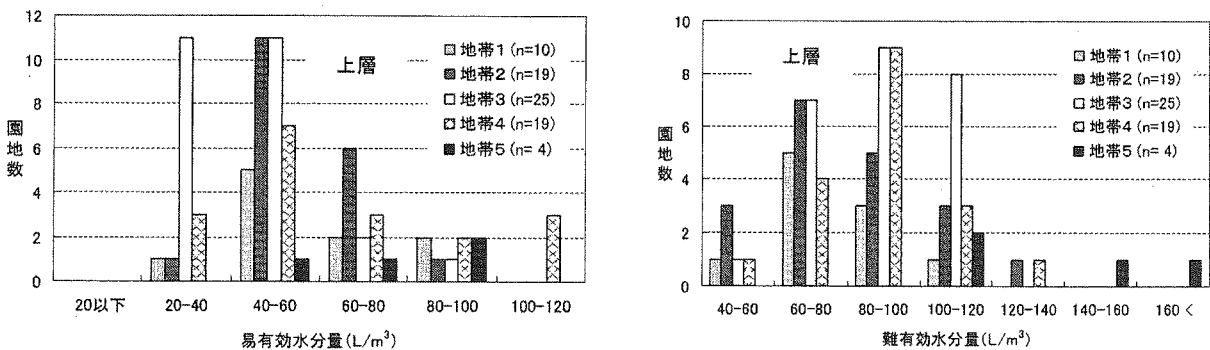 12
10
8
6
4
2
0
園地数
上層
地帯1 (n=10)
地帯2 (n=19)
地帯3 (n=25)
地帯4 (n=19)
地帯5 (n= 4)
20以下 20-40 40-60 60-80 80-100 100-120
易有効水分量(L/m³)
10
8
6
4
2
0
園地数
上層
地帯1 (n=10)
地帯2 (n=19)
地帯3 (n=25)
地帯4 (n=19)
地帯5 (n= 4)
40-60 60-80 80-100 100-120 120-140 140-160 160 <
難有効水分量(L/m³)